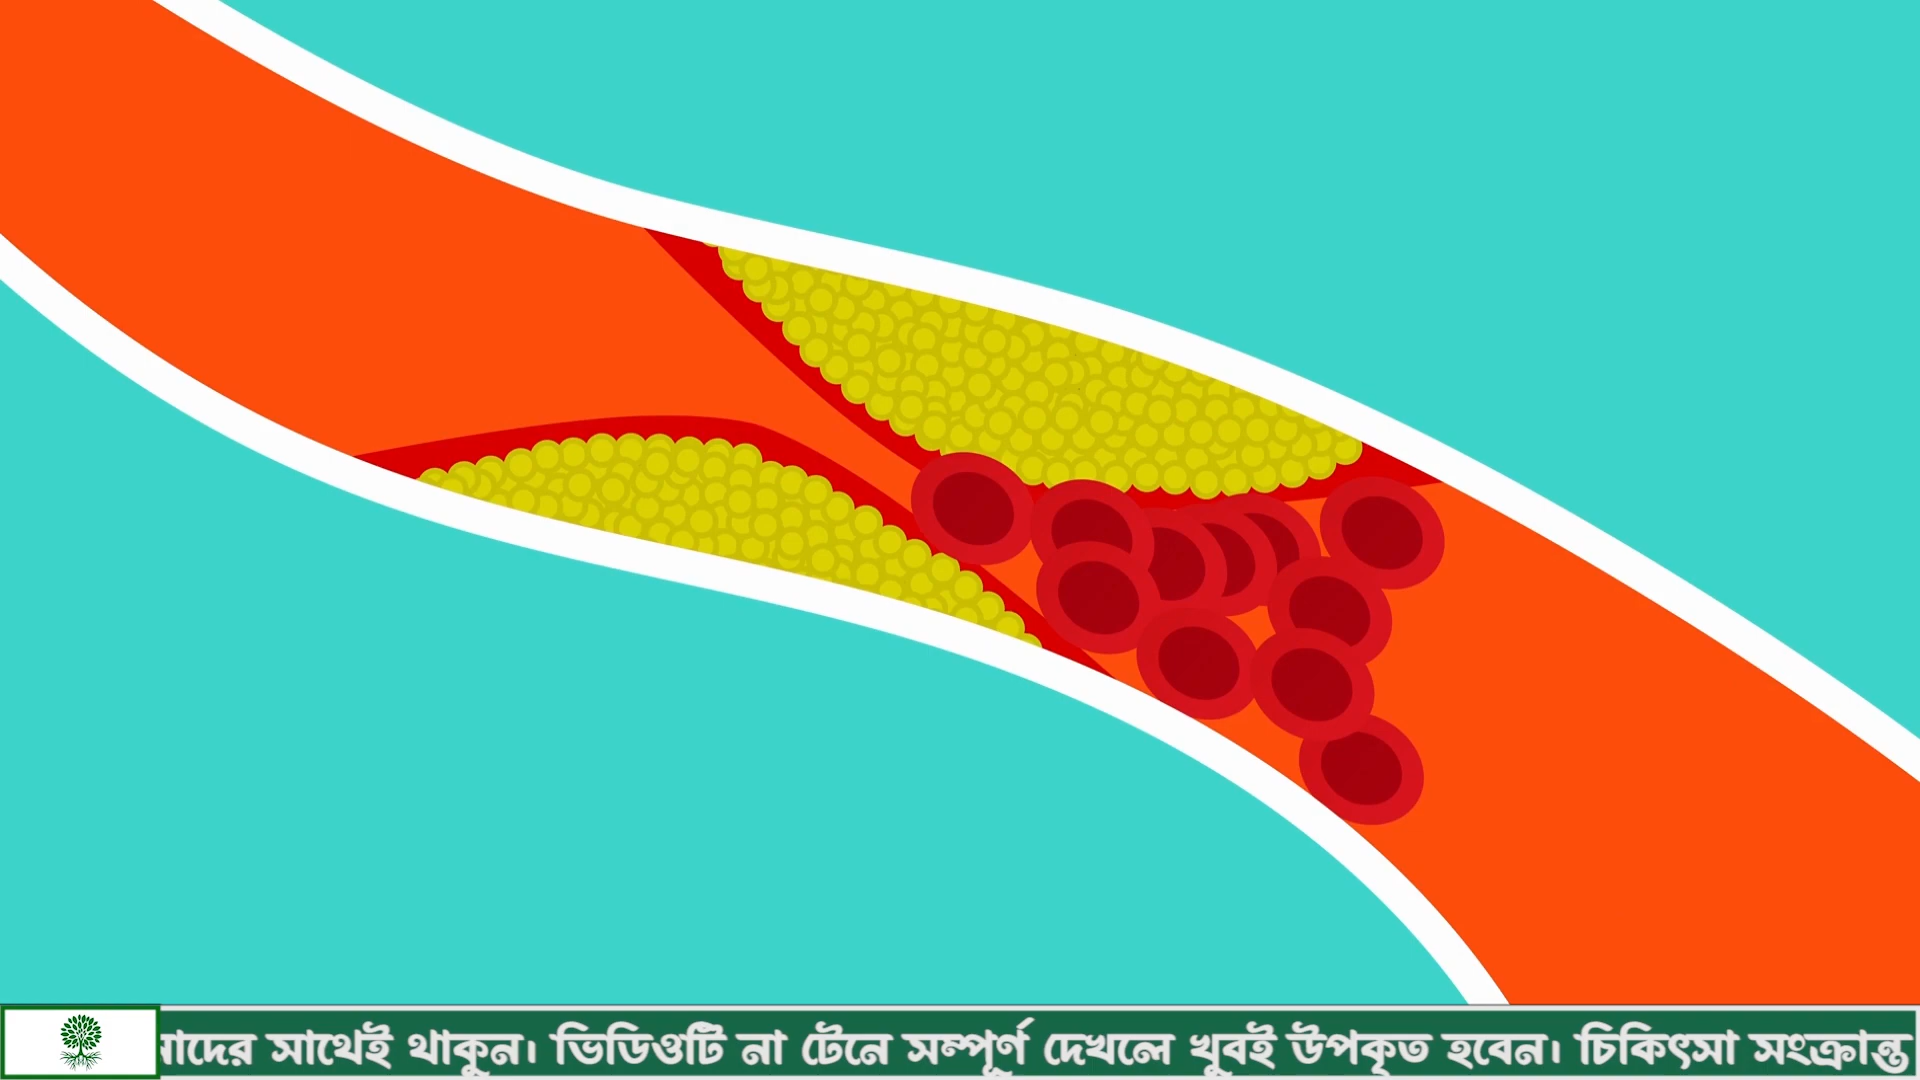 সাথেই থাকুন। ভিডিওটি না টেনে সম্পূর্ণ দেখলে খুবই উপকৃত হবেন। চিকিৎসা সংক্রান্ত